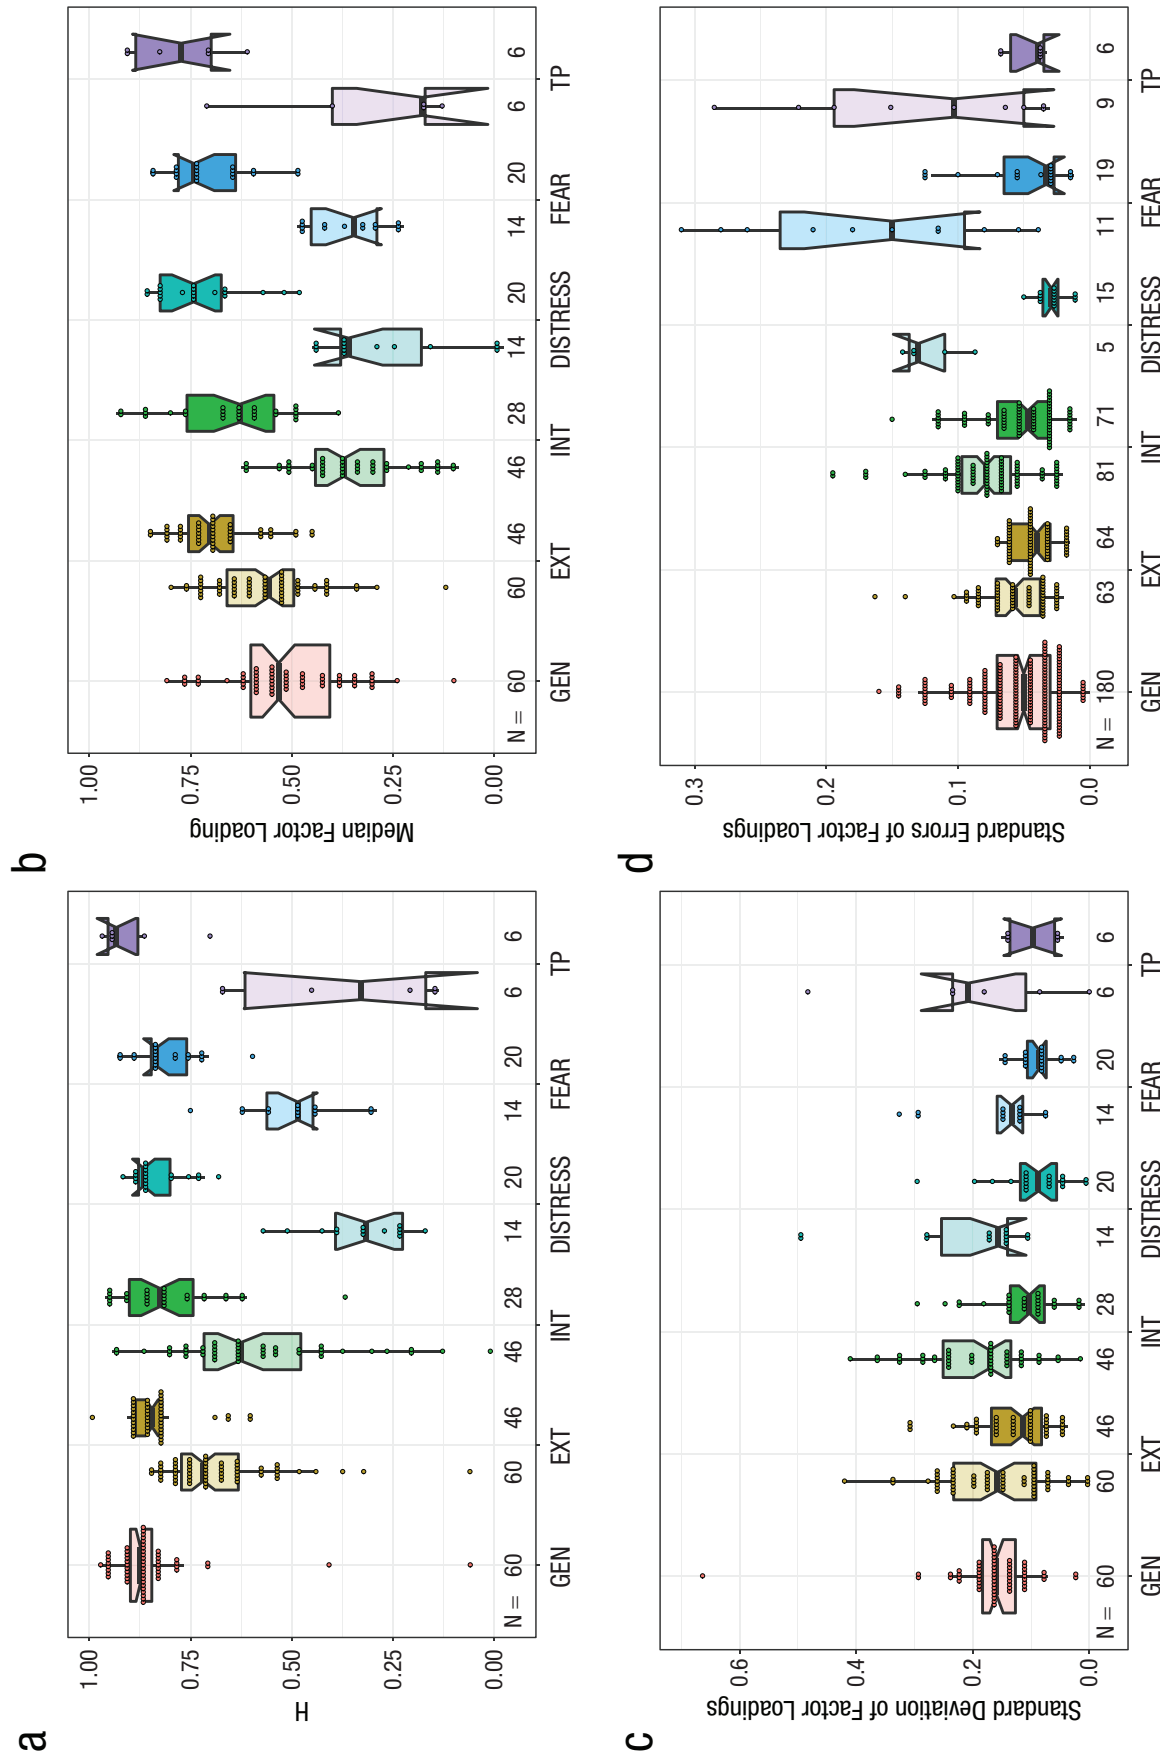 a
H
1.00
0.75
0.50
0.25
0.00
N = 60 60 46 46 28 14 20 14 20 6 6
GEN EXT INT DISTRESS FEAR TP
b
Median Factor Loading
1.00
0.75
0.50
0.25
0.00
N = 60 60 46 46 28 14 20 14 20 6 6
GEN EXT INT DISTRESS FEAR TP
c
Standard Deviation of Factor Loadings
0.6
0.4
0.2
0.0
N = 60 60 46 46 28 14 20 14 20 6 6
GEN EXT INT DISTRESS FEAR TP
d
Standard Errors of Factor Loadings
0.3
0.2
0.1
0.0
N = 180 63 64 81 71 5 15 11 19 9 6
GEN EXT INT DISTRESS FEAR TP